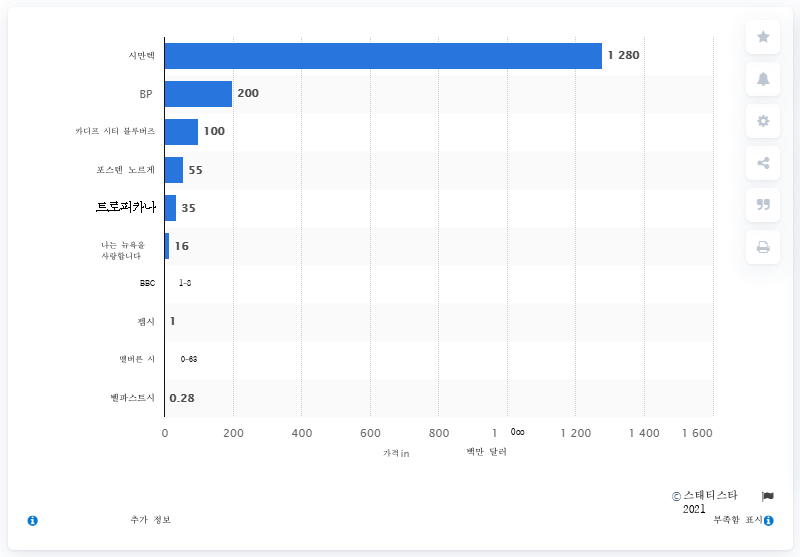 시만텍
1 280
BP
200
카디프 시티 블루버즈
100
포스텐 노르게
55
트로피카나
35
나는 뉴욕을
사랑합니다
16
BBC
1-8
펩시
1
멜버른 시
0-63
벨파스트시
0.28
0 200 400 600 800 1 000 1 200 1 400 1 600
가격in 백만 달러
© 스태티스타
2021
추가 정보
부족함 표시